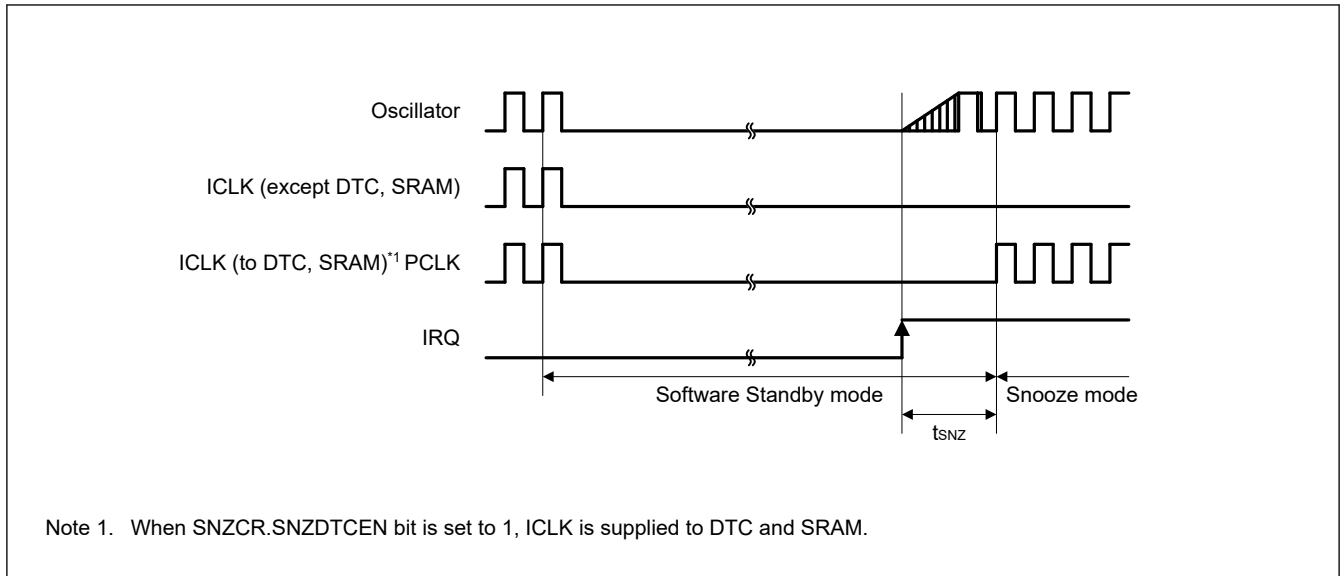 Oscillator
ICLK (except DTC, SRAM)
ICLK (to DTC, SRAM)*1 PCLK
IRQ
Software Standby mode
Snooze mode
tSNZ
Note 1. When SNZCR.SNZDTCEN bit is set to 1, ICLK is supplied to DTC and SRAM.